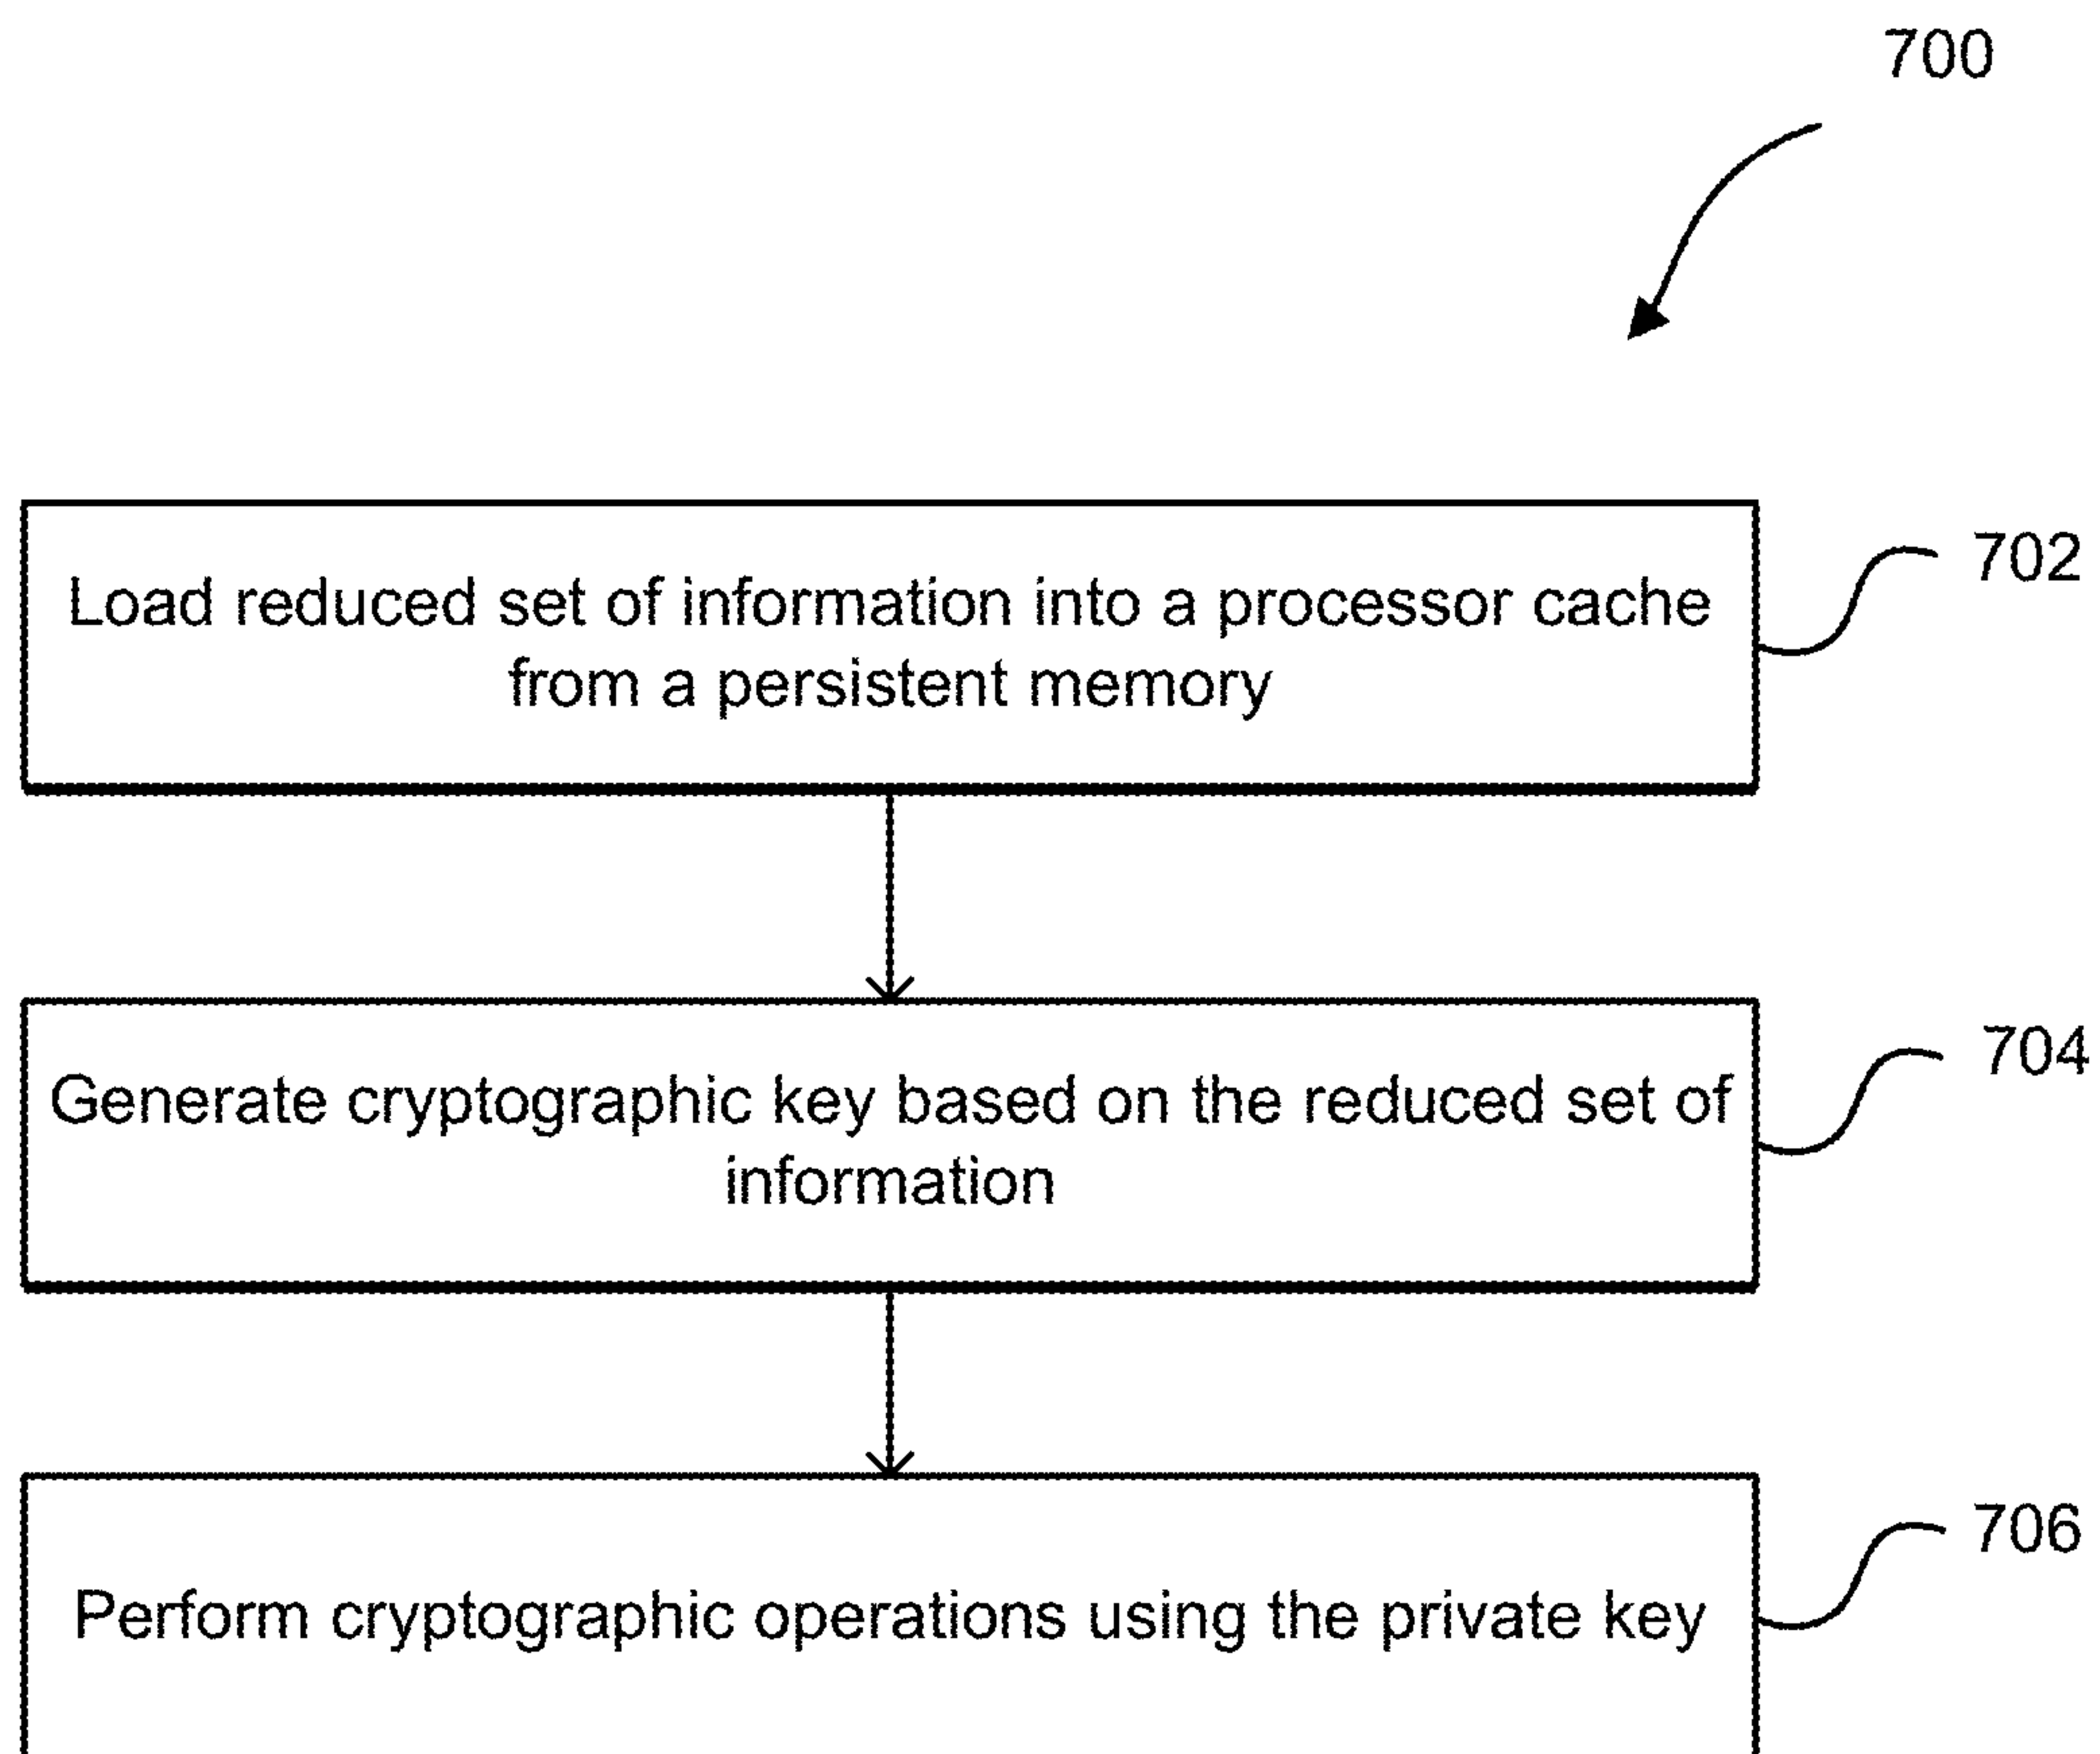 700
Load reduced set of information into a processor cache
from a persistent memory
702
Generate cryptographic key based on the reduced set of
information
704
Perform cryptographic operations using the private key
706